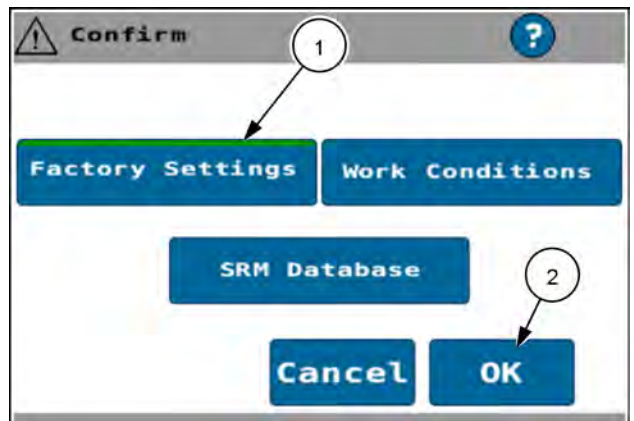 Confirm
1
?
Factory Settings
Work Conditions
SRM Database
2
Cancel
OK